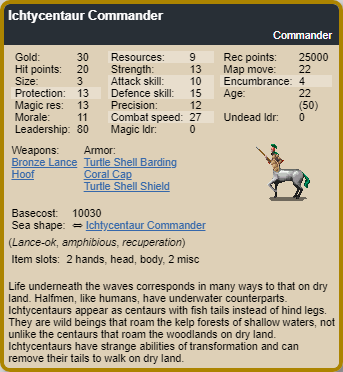 Ichtycentaur Commander
Commander
Gold: 30 Resources: 9 Rec points: 25000
Hit points: 20 Strength: 13 Map move: 22
Size: 3 Attack skill: 10 Encumbrance: 4
Protection: 13 Defence skill: 15 Age: 22
Magic res: 13 Precision: 12 (50)
Morale: 11 Combat speed: 27 Undead ldr: 0
Leadership: 80 Magic ldr: 0
Weapons: Armor:
Bronze Lance Turtle Shell Barding
Hoof Coral Cap
Turtle Shell Shield
Basecost: 10030
Sea shape: ⇔ Ichtycentaur Commander
(Lance-ok, amphibious, recuperation)
Item slots: 2 hands, head, body, 2 misc
Life underneath the waves corresponds in many ways to that on dry
land. Halfmen, like humans, have underwater counterparts.
Ichtycentaurs appear as centaurs with fish tails instead of hind legs.
They are wild beings that roam the kelp forests of shallow waters, not
unlike the centaurs that roam the woodlands on dry land.
Ichtycentaurs have strange abilities of transformation and can
remove their tails to walk on dry land.